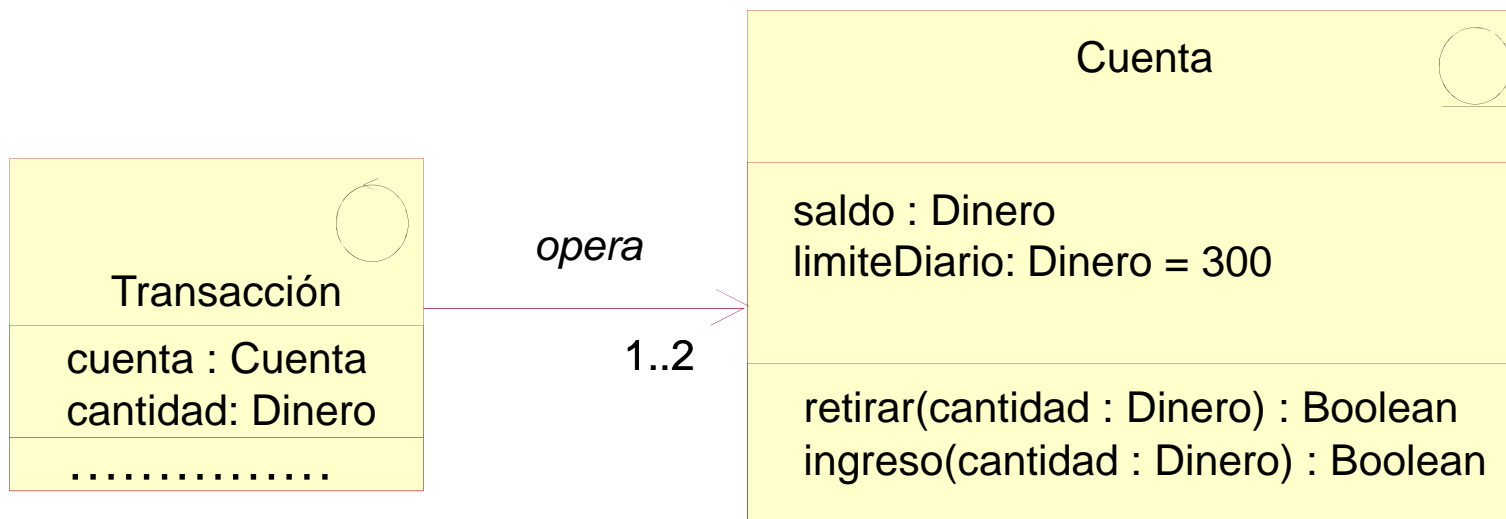 Cuenta
saldo : Dinero
limiteDiario: Dinero = 300
opera
Transacción
1..2
cuenta : Cuenta
cantidad: Dinero
retirar(cantidad : Dinero) : Boolean
ingreso(cantidad : Dinero) : Boolean
……………